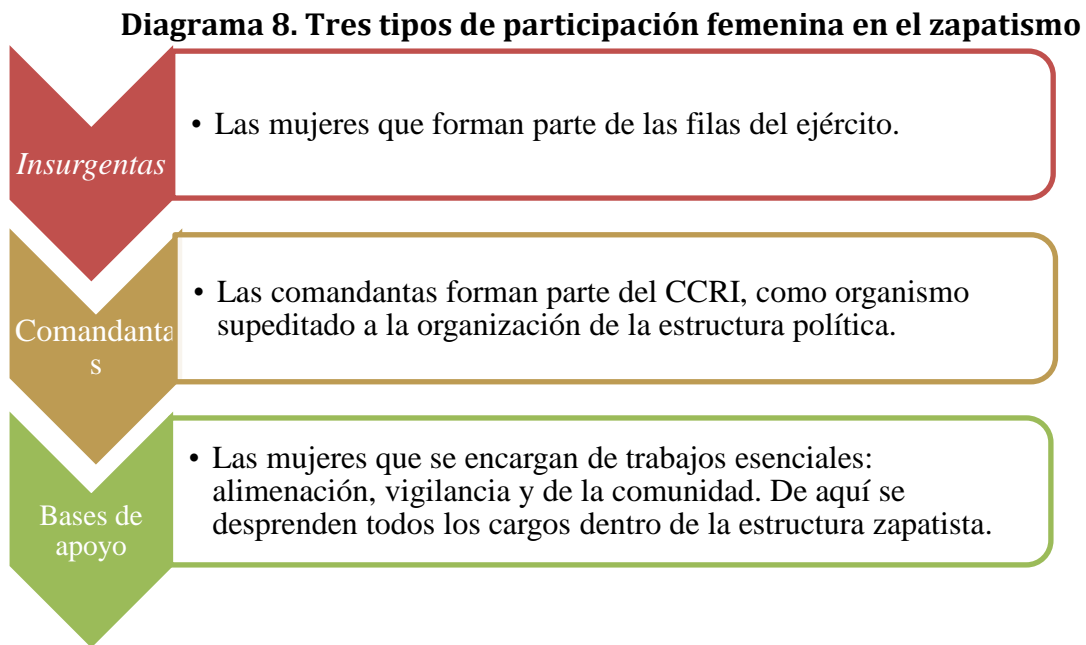 Diagrama 8. Tres tipos de participación femenina en el zapatismo
Insurgentas
• Las mujeres que forman parte de las filas del ejército.
Comandanta
s
• Las comandantas forman parte del CCRI, como organismo
supeditado a la organización de la estructura política.
Bases de
apoyo
• Las mujeres que se encargan de trabajos esenciales:
alimenación, vigilancia y de la comunidad. De aquí se
desprenden todos los cargos dentro de la estructura zapatista.